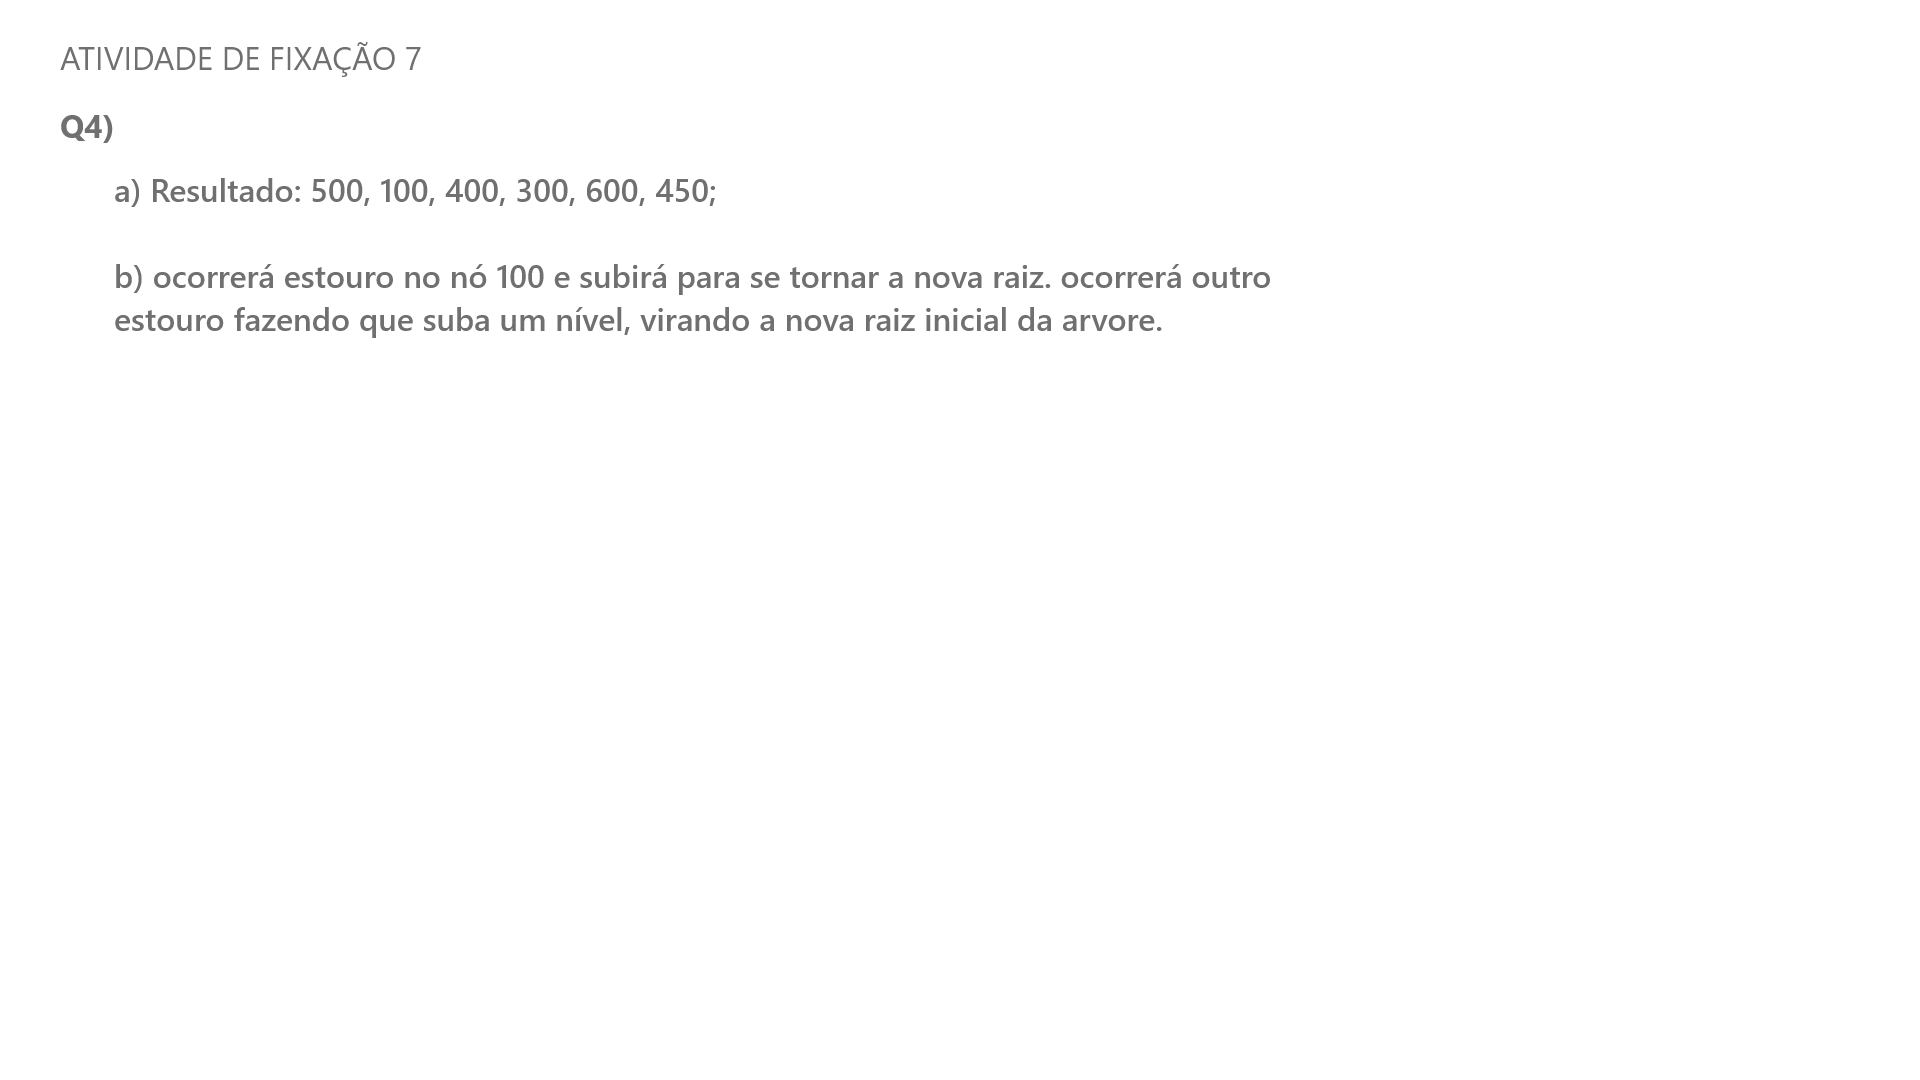 ATIVIDADE DE FIXAÇÃO 7
Q4)
a) Resultado: 500, 100, 400, 300, 600, 450;
b) ocorrerá estouro no nó 100 e subirá para se tornar a nova raiz. ocorrerá outro
estouro fazendo que suba um nível, virando a nova raiz inicial da arvore.